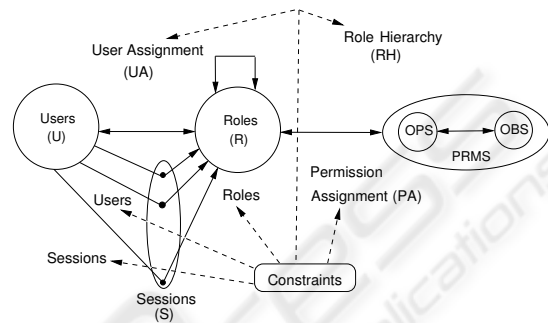 User Assignment
(UA)
Role Hierarchy
(RH)
Users
(U)
Roles
(R)
OPS
OBS
PRMS
Permission
Assignment (PA)
Users
Roles
Sessions
Constraints
Sessions
(S)